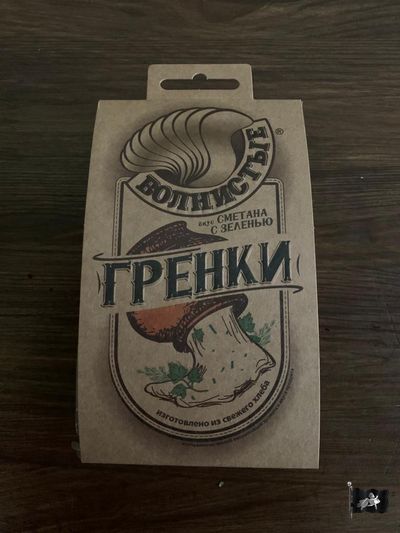 ВОЛНИСТЫЕ®
вкус СМЕТАНА
С ЗЕЛЕНЬЮ
ГРЕНКИ
изготовлено из свежего хлеба